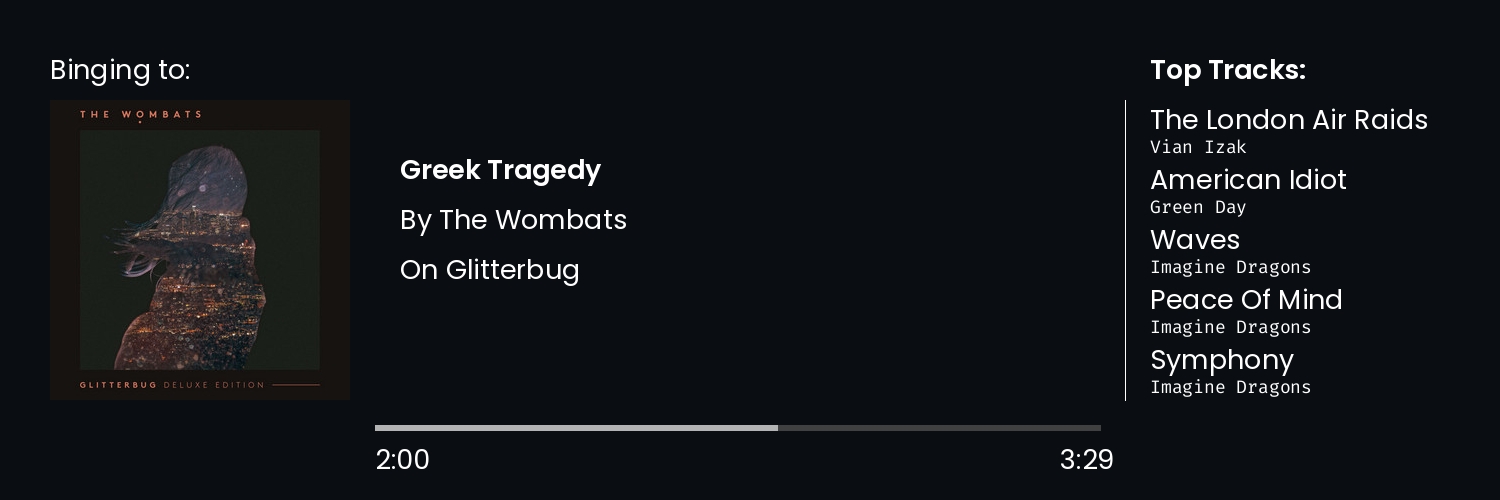 Binging to:
THE WOMBATS
GLITTERBUG DELUXE EDITION
Greek Tragedy
By The Wombats
On Glitterbug
2:00
3:29
Top Tracks:
The London Air Raids
Vian Izak
American Idiot
Green Day
Waves
Imagine Dragons
Peace Of Mind
Imagine Dragons
Symphony
Imagine Dragons